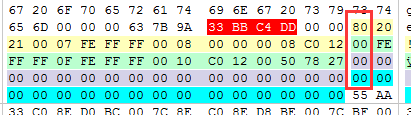 67 20 6F 70 65 72 61 74 69 6E 67 20 73 74
65 6D 00 00 00 63 7B 9A 33 BB C4 DD 00 00 80 20
21 00 07 FE FF FF 00 08 00 00 00 08 C0 12 00 FE
FF FF 0F FE FF FF 00 10 C0 12 00 50 78 27 00 00
00 00 00 00 00 00 00 00 00 00 00 00 00 00 00 00
00 00 00 00 00 00 00 00 00 00 00 00 00 00 55 AA
33 C0 8E D0 BC 00 7C 8E C0 8E D8 BE 00 7C BF 00